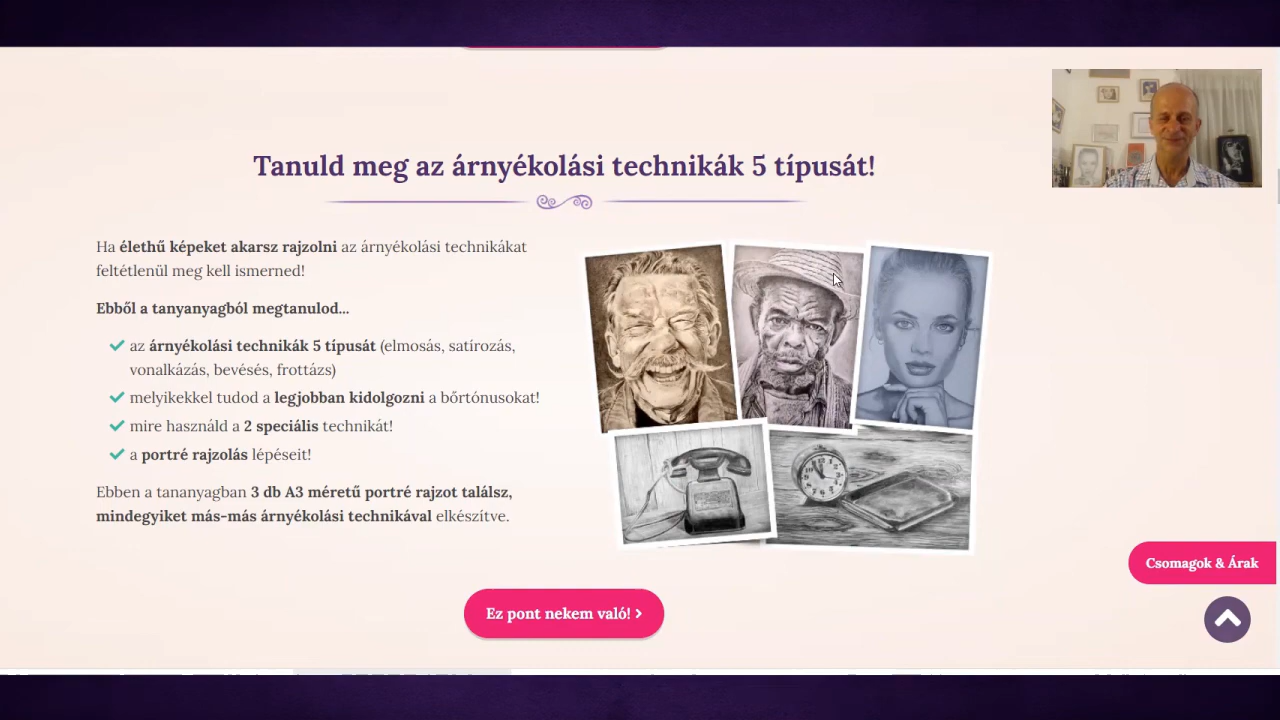 Tanuld meg az árnyékolási technikák 5 típusát!
Ha élethű képeket akarsz rajzolni az árnyékolási technikákat
feltétlenül meg kell ismerned!
Ebből a tanyanyagból megtanulod...
az árnyékolási technikák 5 típusát (elmosás, satírozás,
vonalkázás, bevésés, frottázs)
melyikekkel tudod a legjobban kidolgozni a bőrtónusokat!
mire használd a 2 speciális technikát!
a portré rajzolás lépéseit!
Ebben a tananyagban 3 db A3 méretű portré rajzot találsz,
mindegyiket más-más árnyékolási technikával elkészítve.
Csomagok & Árak
Ez pont nekem való!